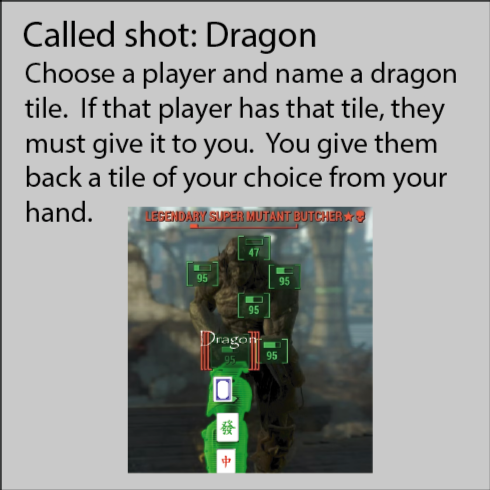 Called shot: Dragon
Choose a player and name a dragon
tile.  If that player has that tile, they
must give it to you.  You give them
back a tile of your choice from your
hand.
LEGENDARY SUPER MUTANT BUTCHER★
47
95
95
95
Dragon
95
95
發
中